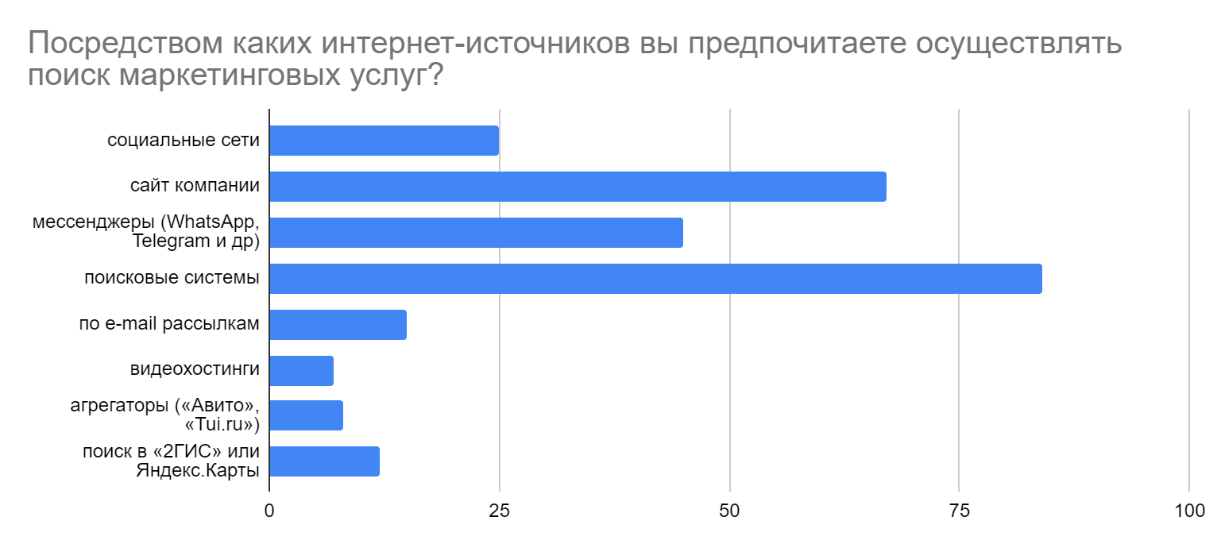 Посредством каких интернет-источников вы предпочитаете осуществлять
поиск маркетинговых услуг?
социальные сети
сайт компании
мессенджеры (WhatsApp,
Telegram и др)
поисковые системы
по e-mail рассылкам
видеохостинги
агрегаторы («Авито»,
«Tui.ru»)
поиск в «2ГИС» или
Яндекс.Карты
0 25 50 75 100